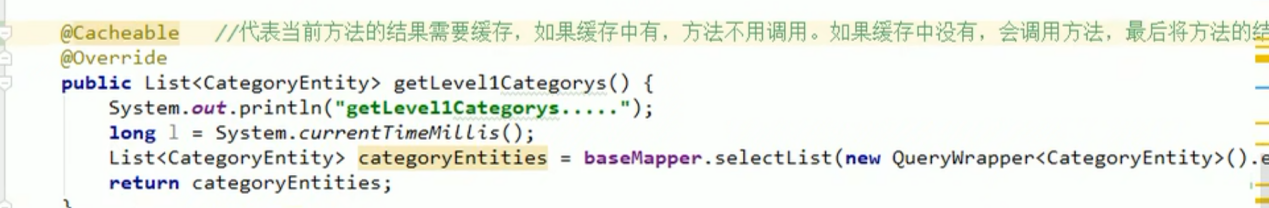 @Cacheable //代表当前方法的结果需要缓存，如果缓存中有，方法不用调用。如果缓存中没有，会调用方法，最后将方法的结
@Override
public List<CategoryEntity> getLevel1Categorys() {
System.out.println("getLevel1Categorys.....");
long l = System.currentTimeMillis();
List<CategoryEntity> categoryEntities = baseMapper.selectList(new QueryWrapper<CategoryEntity>().e
return categoryEntities;
}